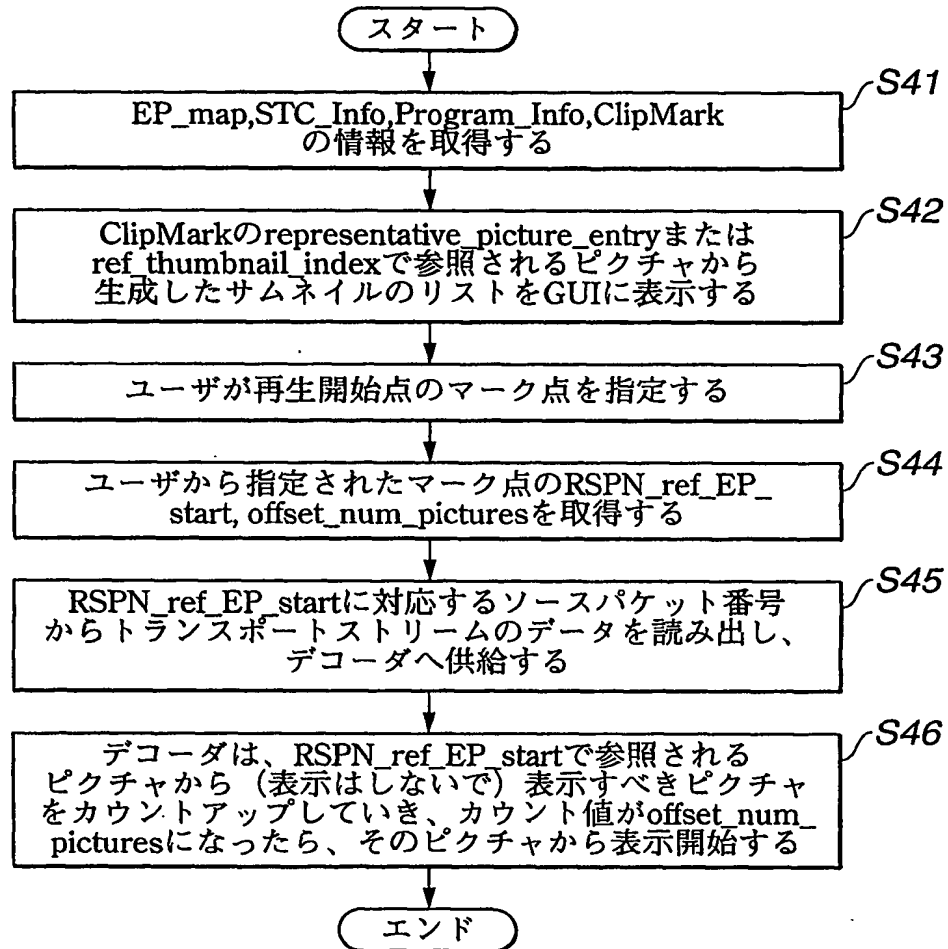 スタート
S41
EP_map,STC_Info,Program_Info,ClipMark
の情報を取得する
S42
ClipMarkのrepresentative_picture_entryまたは
ref_thumbnail_indexで参照されるピクチャから
生成したサムネイルのリストをGUIに表示する
S43
ユーザが再生開始点のマーク点を指定する
S44
ユーザから指定されたマーク点のRSPN_ref_EP_
start, offset_num_picturesを取得する
S45
RSPN_ref_EP_startに対応するソースパケット番号
からトランスポートストリームのデータを読み出し、
デコーダへ供給する
S46
デコーダは、RSPN_ref_EP_startで参照される
ピクチャから（表示はしないで）表示すべきピクチャ
をカウントアップしていき、カウント値がoffset_num_
picturesになったら、そのピクチャから表示開始する
エンド